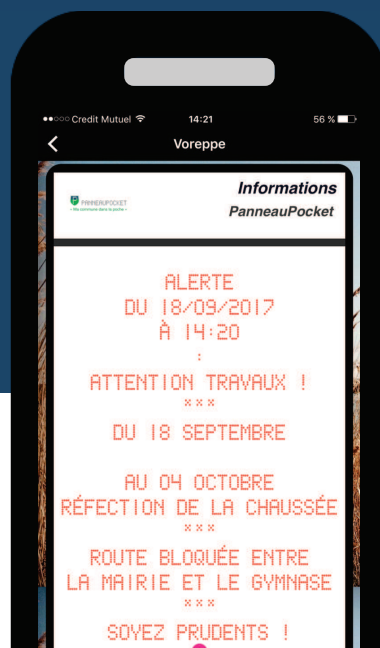 Credit Mutuel 14:21 56 %
Voreppe
Informations
PANNEAUPOCKET
PanneauPocket
ALERTE
DU 18/09/2017
À 14:20
:
ATTENTION TRAVAUX !
***
DU 18 SEPTEMBRE
AU 04 OCTOBRE
RÉFECTION DE LA CHAUSSÉE
***
ROUTE BLOQUÉE ENTRE
LA MAIRIE ET LE GYMNASE
***
SOYEZ PRUDENTS !